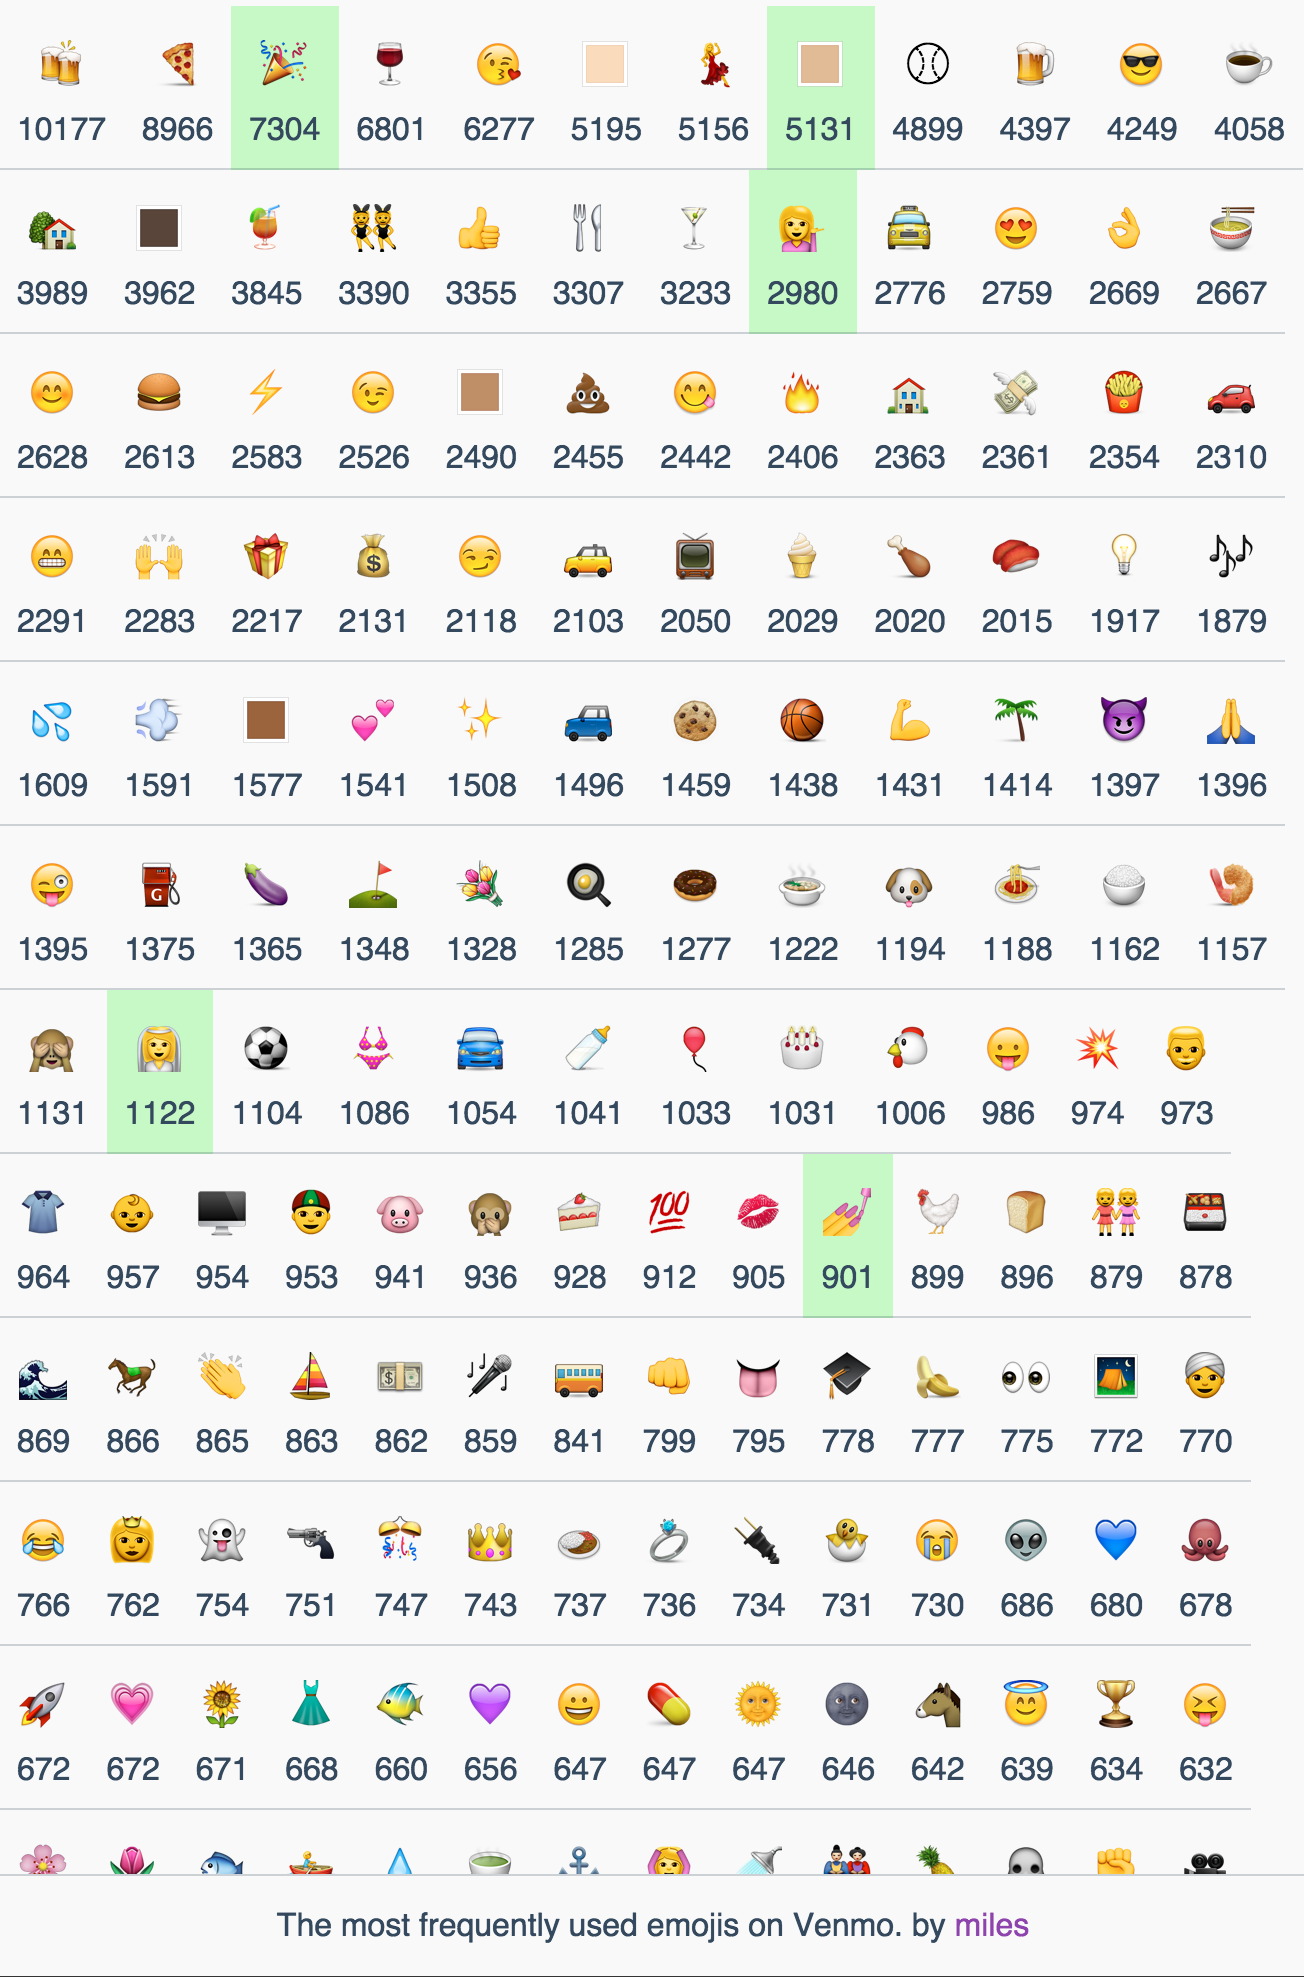 10177 8966 7304 6801 6277 5195 5156 5131 4899 4397 4249 4058
3989 3962 3845 3390 3355 3307 3233 2980 2776 2759 2669 2667
2628 2613 2583 2526 2490 2455 2442 2406 2363 2361 2354 2310
2291 2283 2217 2131 2118 2103 2050 2029 2020 2015 1917 1879
1609 1591 1577 1541 1508 1496 1459 1438 1431 1414 1397 1396
1395 1375 1365 1348 1328 1285 1277 1222 1194 1188 1162 1157
1131 1122 1104 1086 1054 1041 1033 1031 1006 986 974 973
100
964 957 954 953 941 936 928 912 905 901 899 896 879 878
869 866 865 863 862 859 841 799 795 778 777 775 772 770
766 762 754 751 747 743 737 736 734 731 730 686 680 678
672 672 671 668 660 656 647 647 647 646 642 639 634 632
The most frequently used emojis on Venmo. by miles